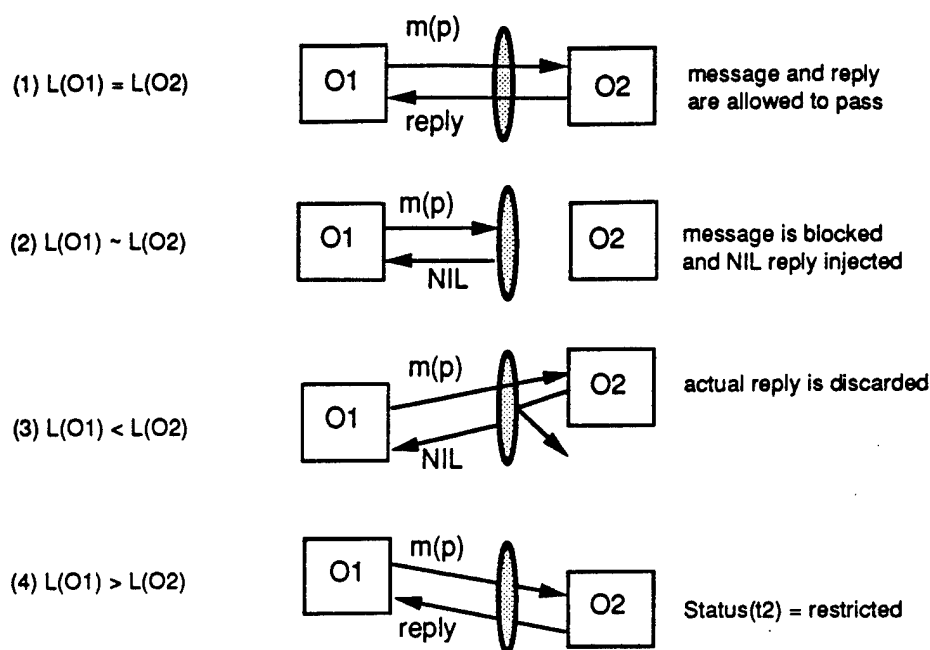 m(p)
(1) L(O1) = L(O2)
O1
O2
message and reply
are allowed to pass
reply
m(p)
(2) L(O1) ~ L(O2)
O1
O2
message is blocked
and NIL reply injected
NIL
m(p)
O2
actual reply is discarded
(3) L(O1) < L(O2)
O1
NIL
m(p)
(4) L(O1) > L(O2)
O1
O2
Status(t2) = restricted
reply